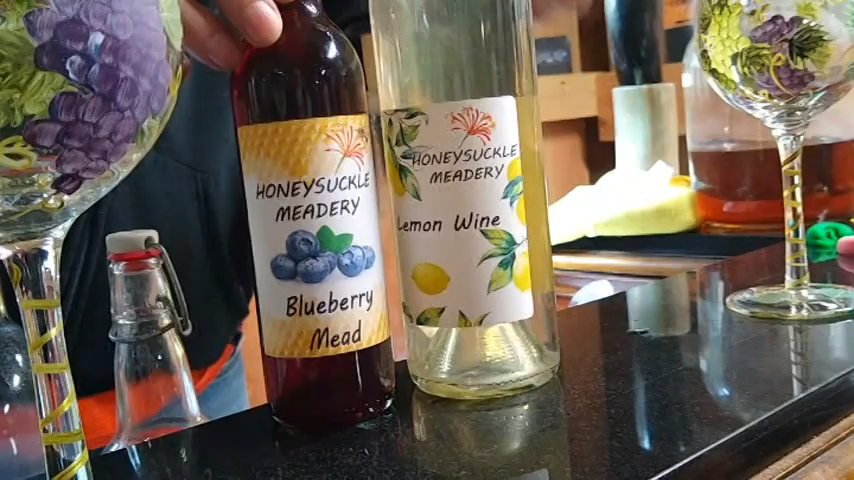 HONEYSUCKLE
MEADERY
Blueberry
Mead
HONEYSUCKLE
MEADERY
Lemon Wine